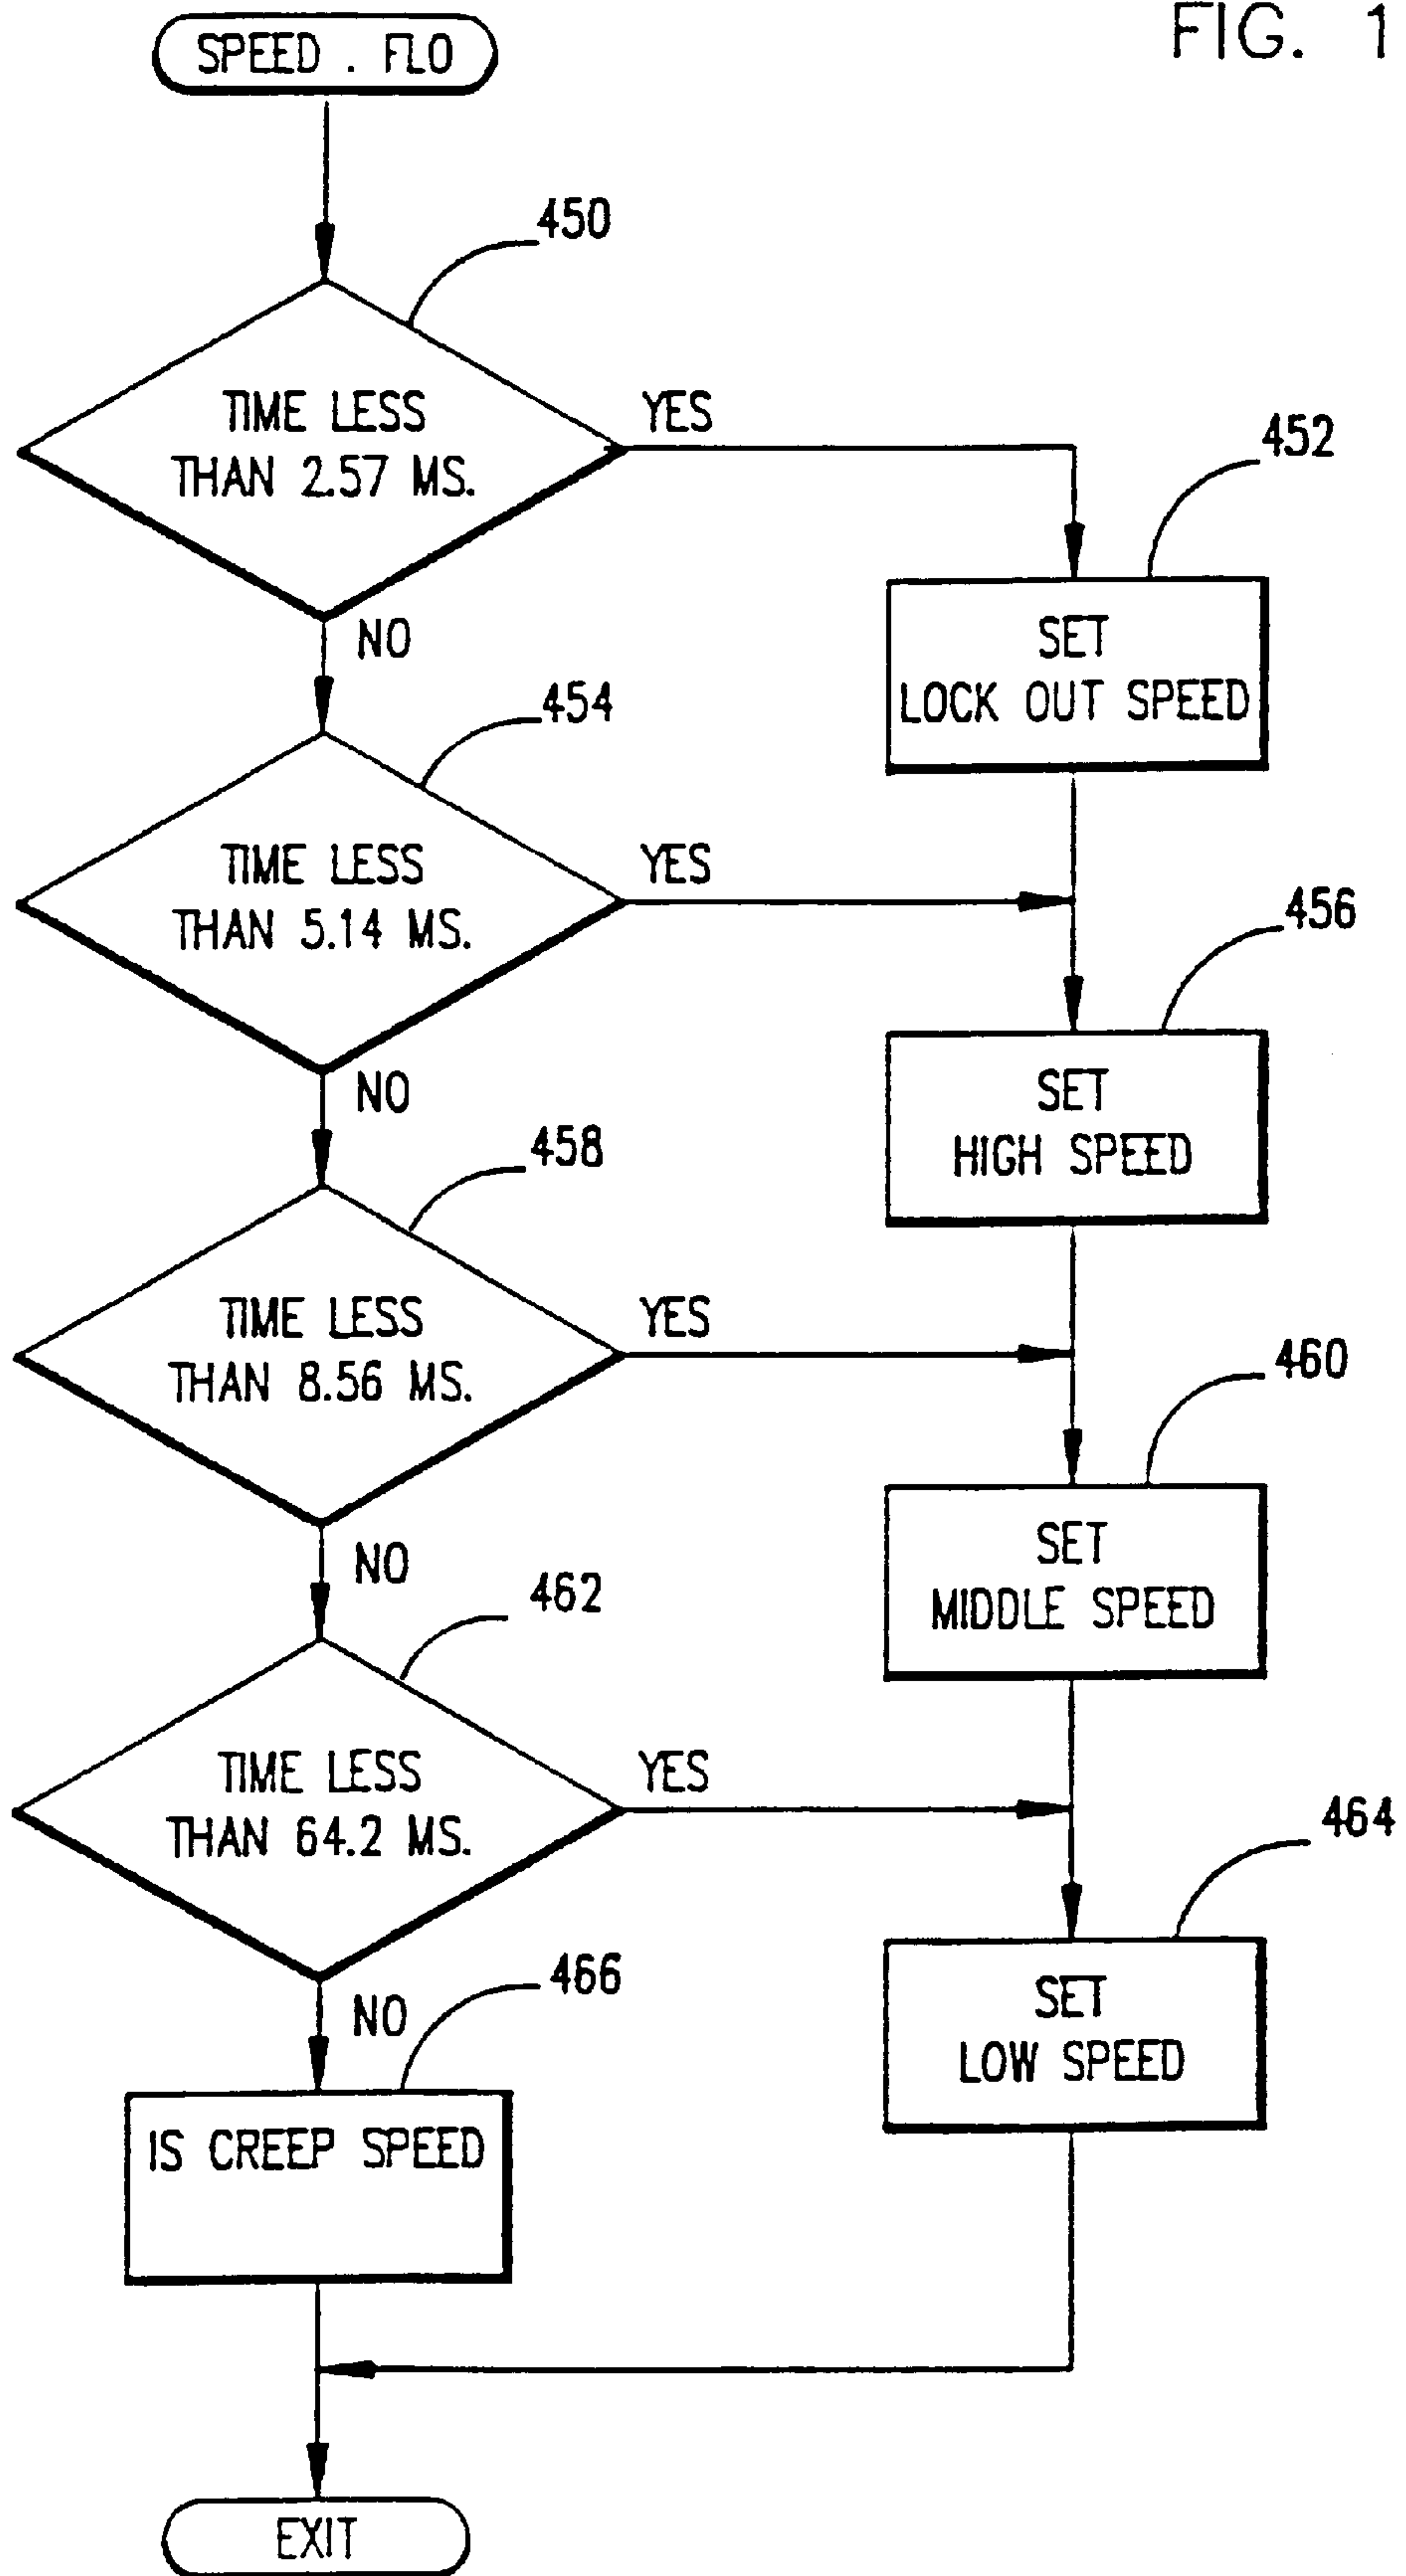 FIG. 1
SPEED . FLO
450
TIME LESS
THAN 2.57 MS.
YES
NO
452
SET
LOCK OUT SPEED
454
TIME LESS
THAN 5.14 MS.
YES
NO
456
SET
HIGH SPEED
458
TIME LESS
THAN 8.56 MS.
YES
NO
460
SET
MIDDLE SPEED
462
TIME LESS
THAN 64.2 MS.
YES
NO
464
SET
LOW SPEED
466
IS CREEP SPEED
EXIT